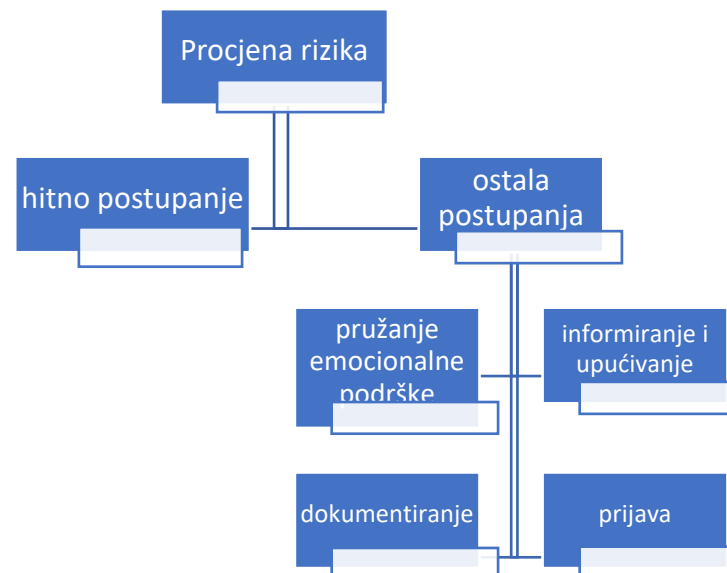 Procjena rizika
hitno postupanje
ostala
postupanja
pružanje
emocionalne
podrške
informiranje i
upućivanje
dokumentiranje
prijava